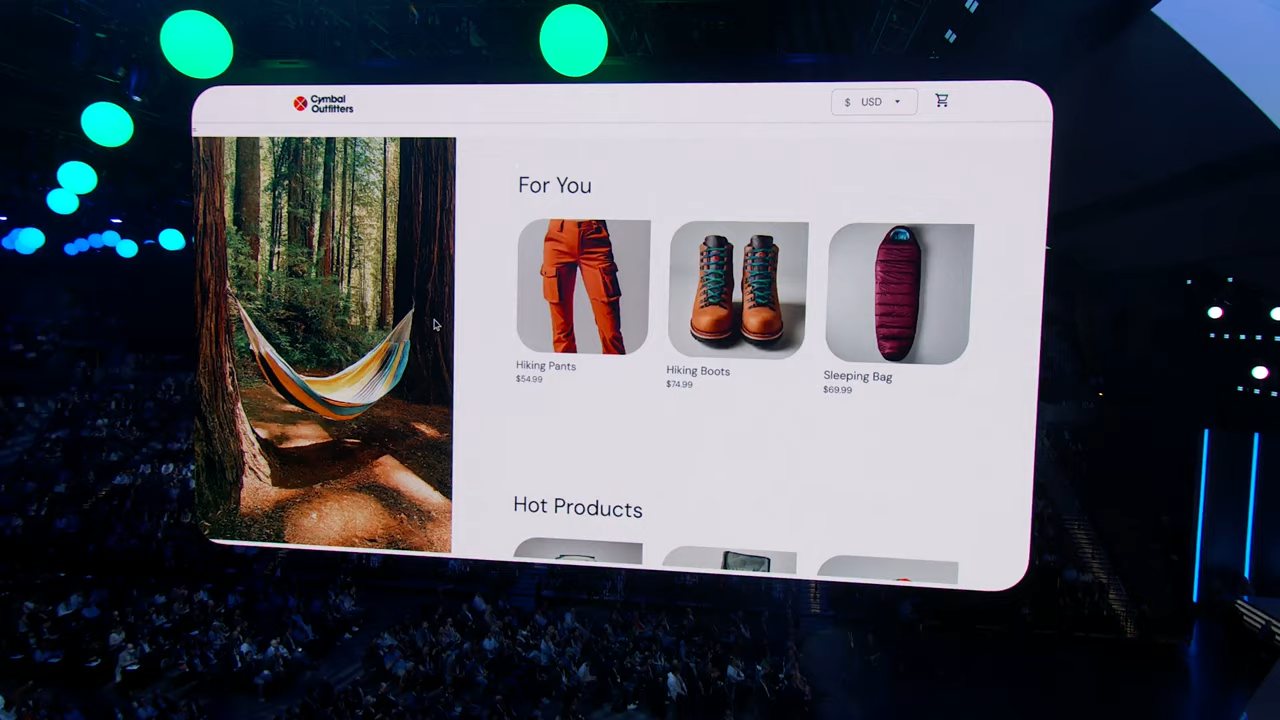 Cymbal
Outfitters
$ USD
For You
Hiking Pants
$54.99
Hiking Boots
$74.99
Sleeping Bag
$69.99
Hot Products